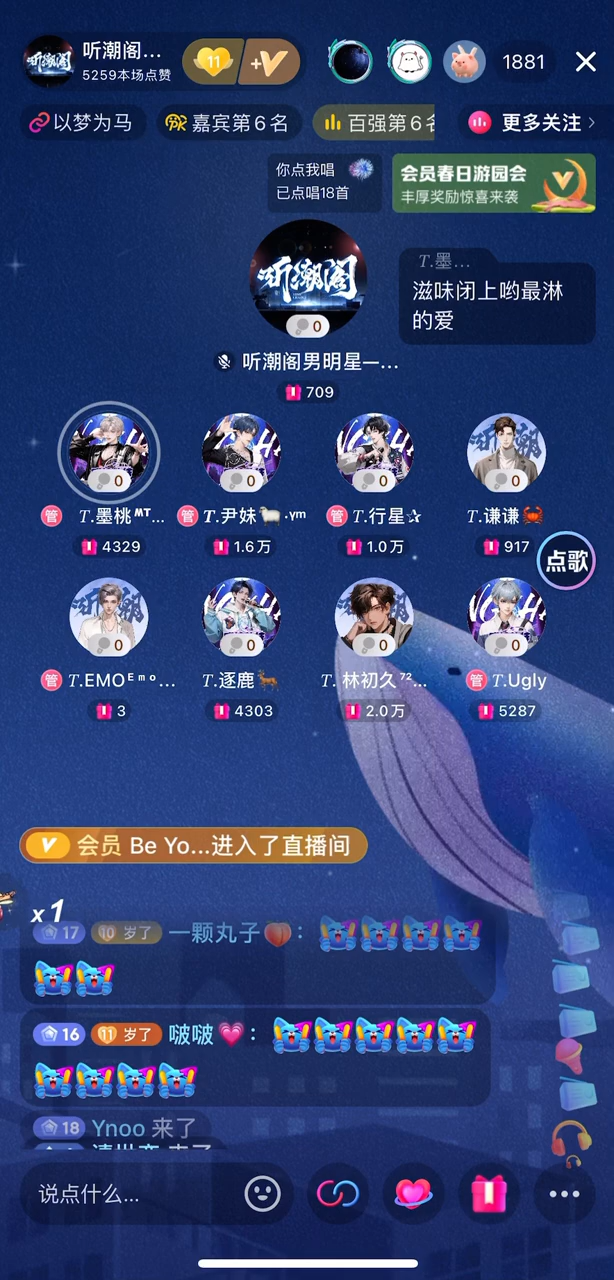 听潮阁...
5259本场点赞
11
+
1881
以梦为马
嘉宾第6名
百强第6名
更多关注
你点我唱
已点唱18首
会员春日游园会
丰厚奖励惊喜来袭
听潮阁
T.墨...
滋味闭上哟最淋
的爱
0
听潮阁男明星一...
709
0
0
0
0
管 T.墨桃ᴹᵀ...
管 T.尹妹🐑.ʸᵐ
管 T.行星✰
T.谦谦🦀
4329
1.6万
1.0万
917
点歌
0
0
0
0
管 T.EMOᴱᵐᵒ...
T.逐鹿🦌
T. 林初久⁷²...
管 T.Ugly
3
4303
2.0万
5287
会员 Be Yo...进入了直播间
x1
17 10 岁了 一颗丸子🍑：
16 11 岁了 啵啵💗：
18 Ynoo 来了
说点什么...